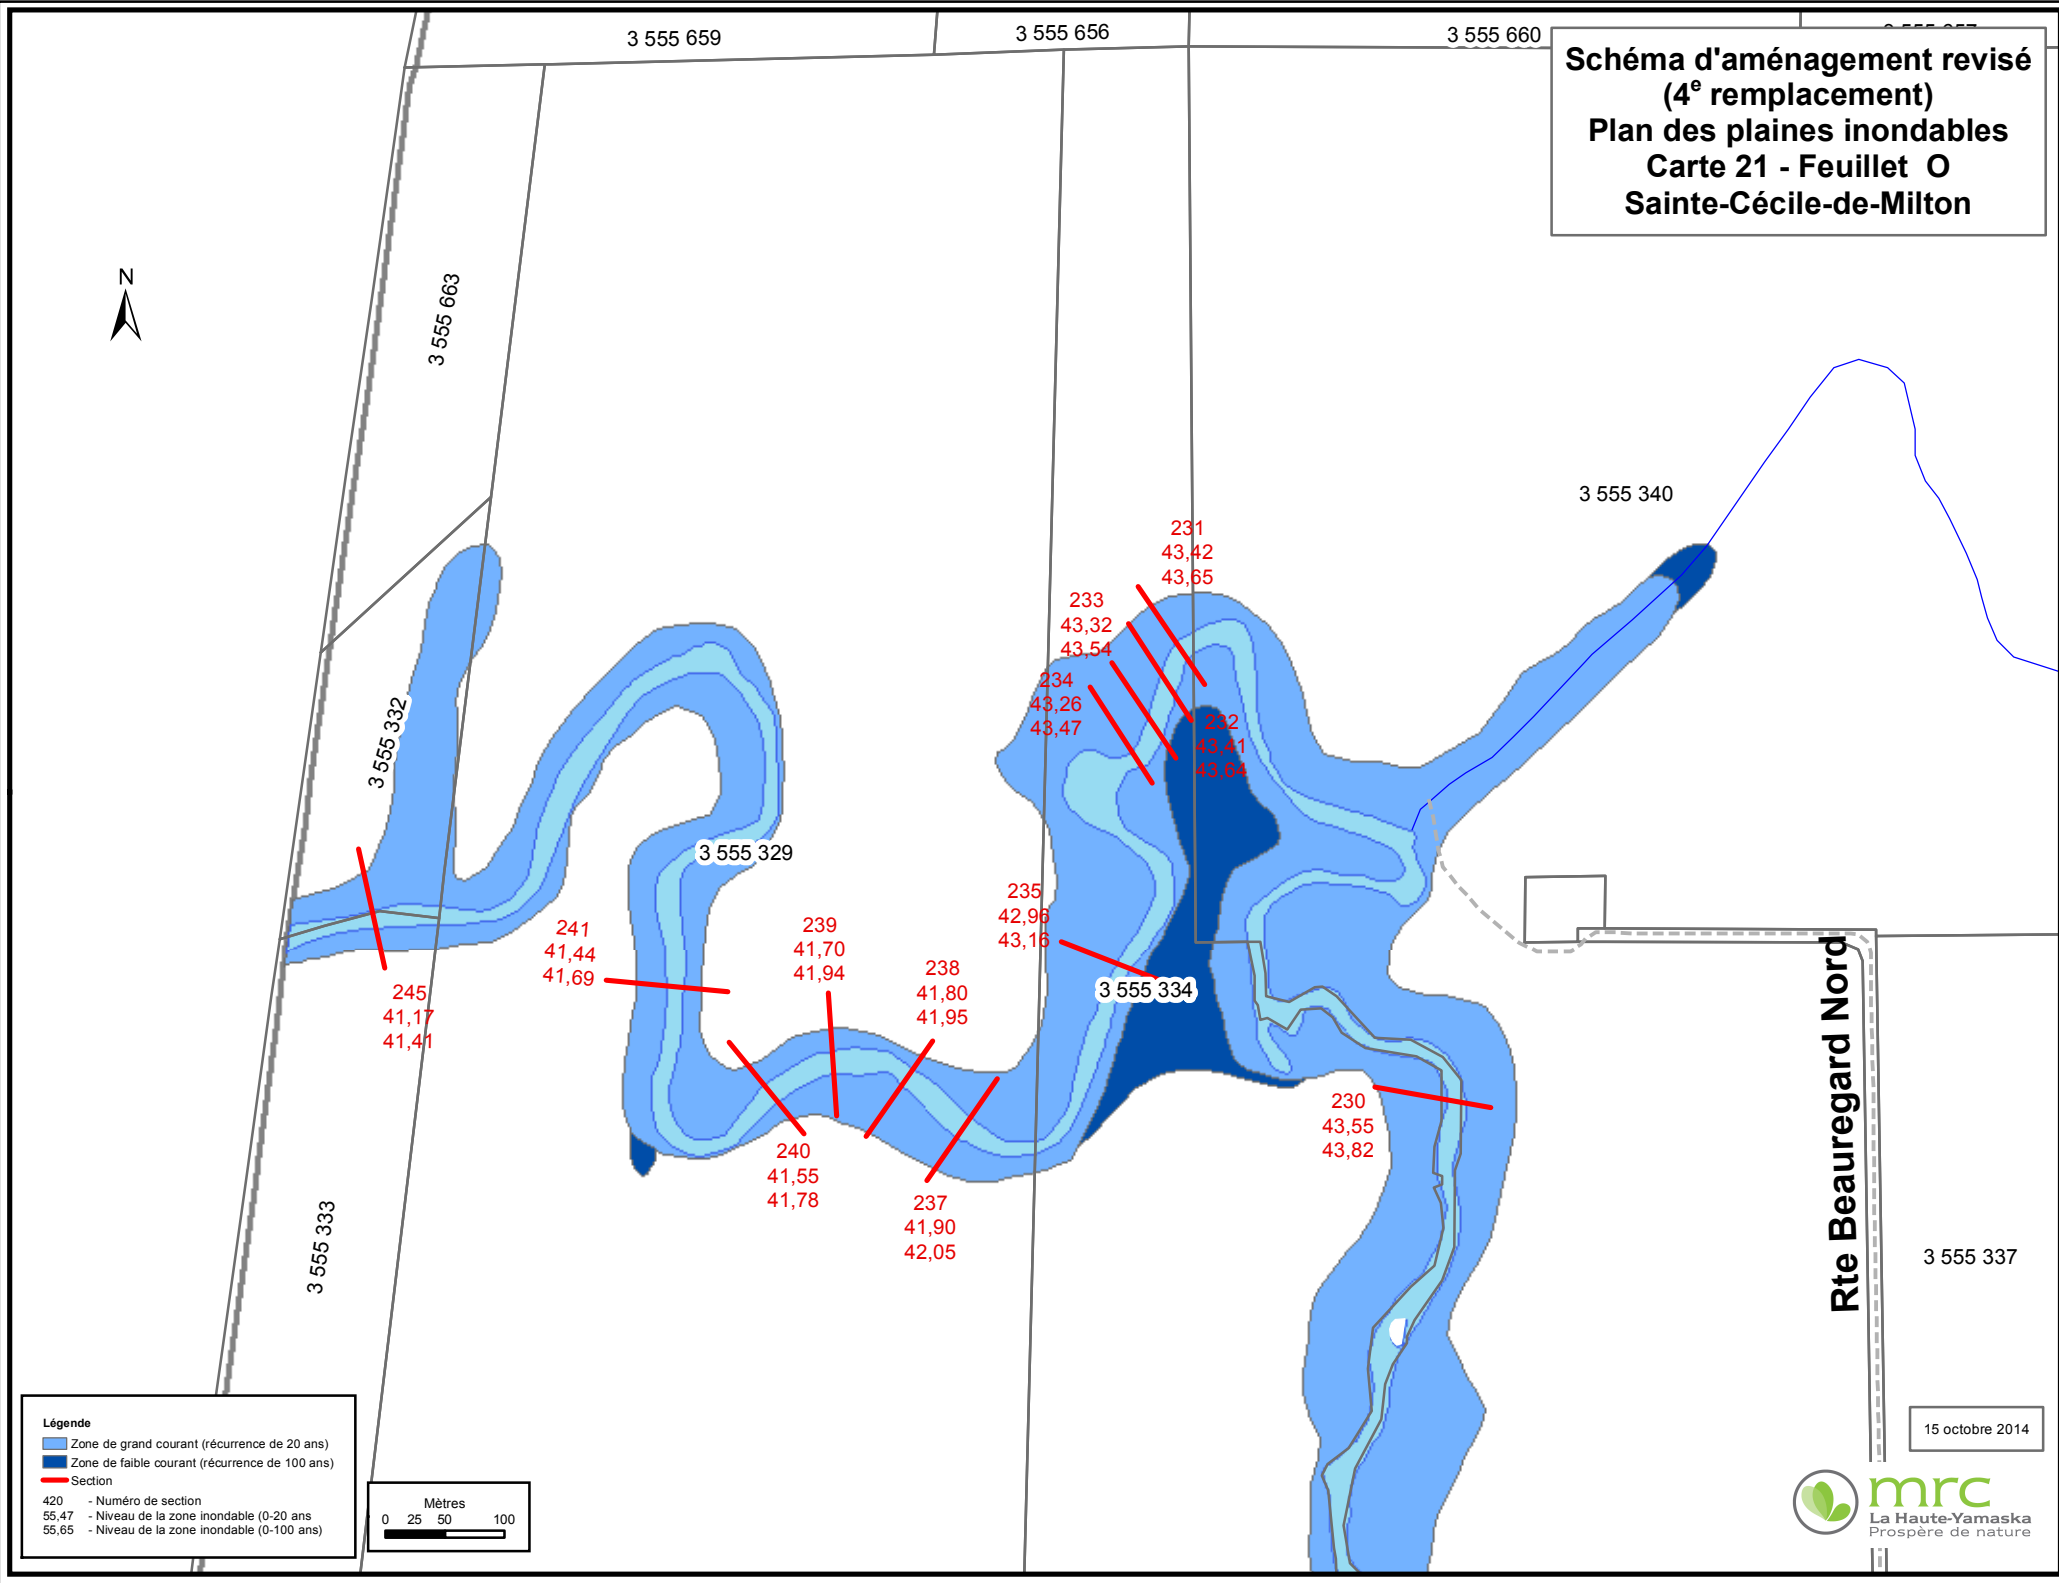 3 555 659
3 555 656
3 555 660
Schéma d'aménagement revisé
(4e remplacement)
Plan des plaines inondables
Carte 21 - Feuillet O
Sainte-Cécile-de-Milton
N
3 555 663
3 555 340
231
43,42
43,65
233
43,32
43,54
234
43,26
43,47
232
43,41
43,64
3 555 332
3 555 329
235
42,96
43,16
3 555 334
241
41,44
41,69
239
41,70
41,94
238
41,80
41,95
245
41,17
41,41
240
41,55
41,78
237
41,90
42,05
230
43,55
43,82
Rte Beauregard Nord
3 555 333
3 555 337
Légende
Zone de grand courant (récurrence de 20 ans)
Zone de faible courant (récurrence de 100 ans)
Section
420 - Numéro de section
55,47 - Niveau de la zone inondable (0-20 ans
55,65 - Niveau de la zone inondable (0-100 ans)
Mètres
0 25 50 100
15 octobre 2014
mrc
La Haute-Yamaska
Prospère de nature